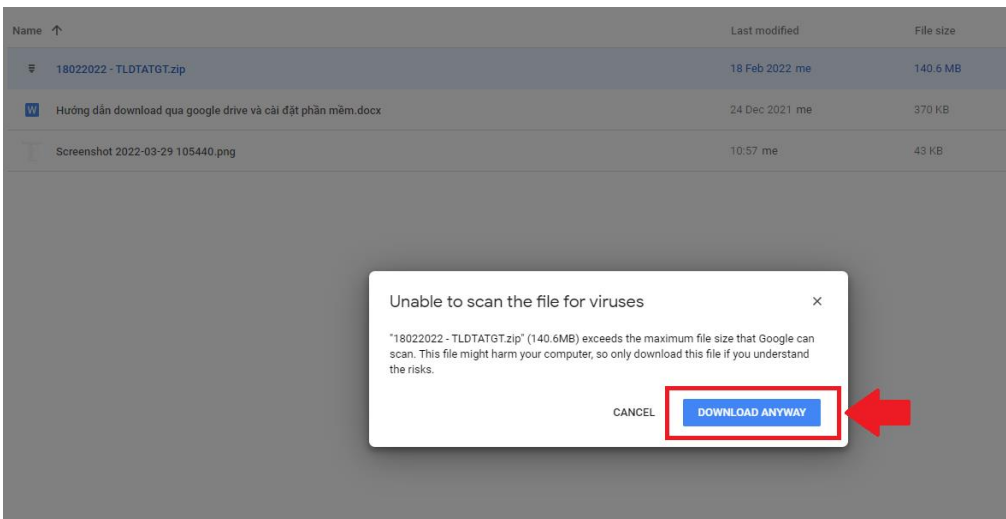 Name Last modified File size
18022022 - TLDTATGT.zip 18 Feb 2022 me 140.6 MB
W Hướng dẫn download qua google drive và cài đặt phần mềm.docx 24 Dec 2021 me 370 KB
Screenshot 2022-03-29 105440.png 10:57 me 43 KB
Unable to scan the file for viruses
"18022022 - TLDTATGT.zip" (140.6MB) exceeds the maximum file size that Google can
scan. This file might harm your computer, so only download this file if you understand
the risks.
CANCEL DOWNLOAD ANYWAY